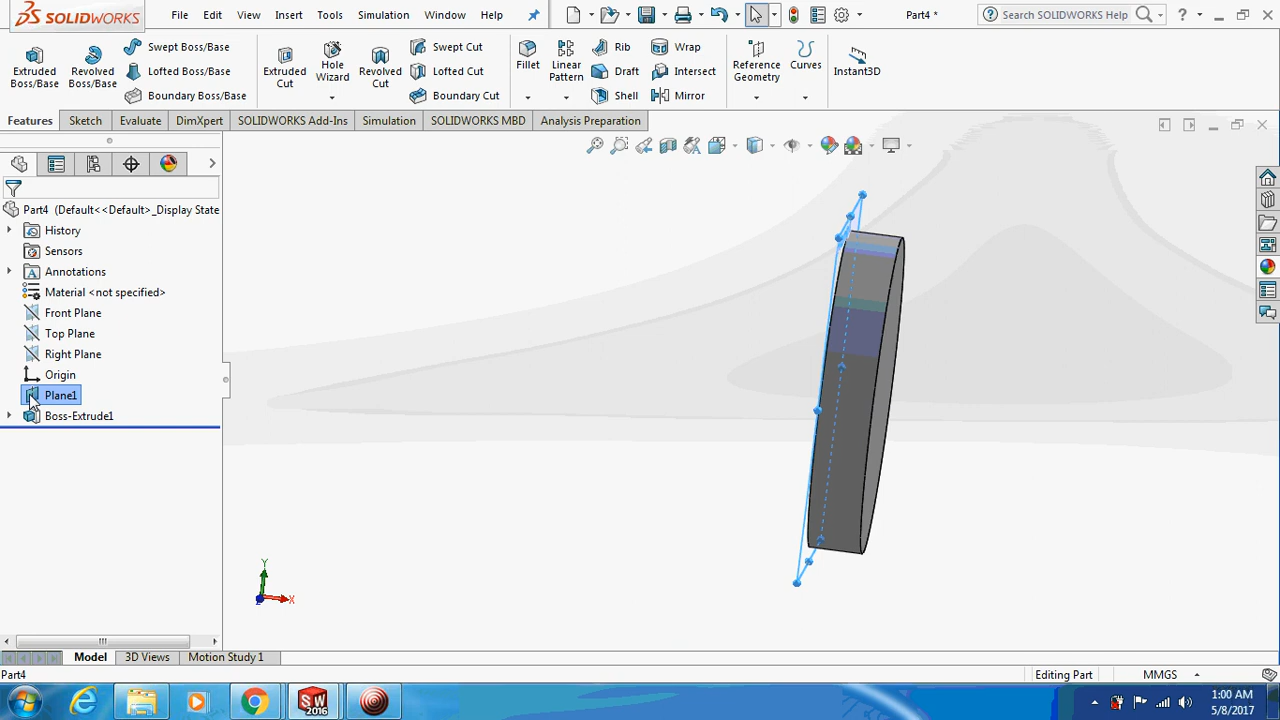 SOLIDWORKS File Edit View Insert Tools Simulation Window Help Part4 * Search SOLIDWORKS Help ?
Extruded Boss/Base
Revolved Boss/Base
Swept Boss/Base
Lofted Boss/Base
Boundary Boss/Base
Extruded Cut
Hole Wizard
Revolved Cut
Swept Cut
Lofted Cut
Boundary Cut
Fillet
Linear Pattern
Rib
Draft
Shell
Wrap
Intersect
Mirror
Reference Geometry
Curves
Instant3D
Features Sketch Evaluate DimXpert SOLIDWORKS Add-Ins Simulation SOLIDWORKS MBD Analysis Preparation
Part4 (Default<<Default>_Display State
History
Sensors
Annotations
Material <not specified>
Front Plane
Top Plane
Right Plane
Origin
Plane1
Boss-Extrude1
Y
X
Z
Model 3D Views Motion Study 1
Part4 Editing Part MMGS
SW 2016
1:00 AM
5/8/2017